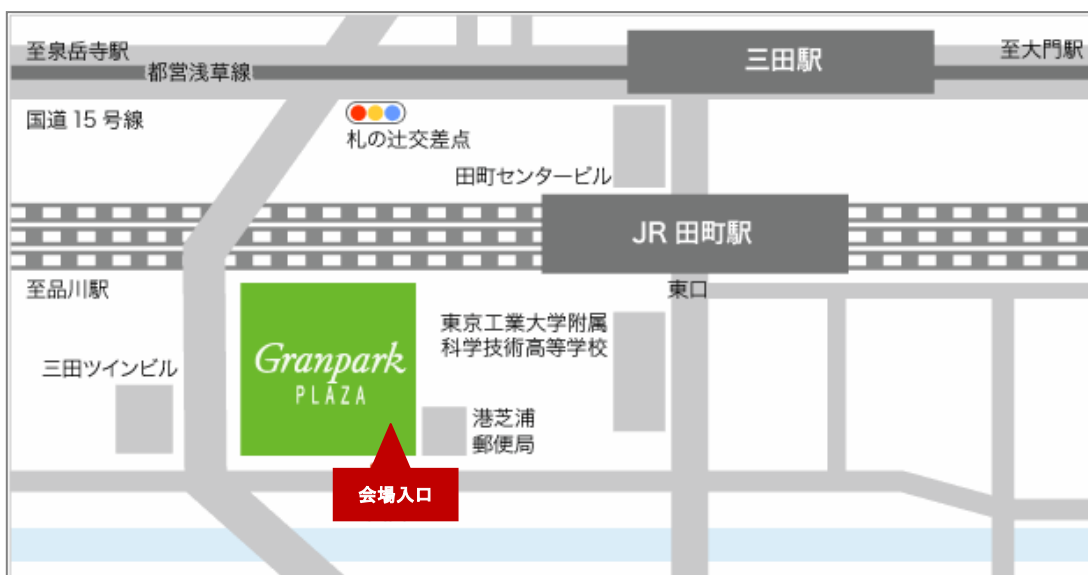 至泉岳寺駅
三田駅
至大門駅
都営浅草線
国道 15 号線
札の辻交差点
田町センタービル
JR 田町駅
至品川駅
東口
東京工業大学附属
科学技術高等学校
Granpark
PLAZA
三田ツインビル
港芝浦
郵便局
会場入口